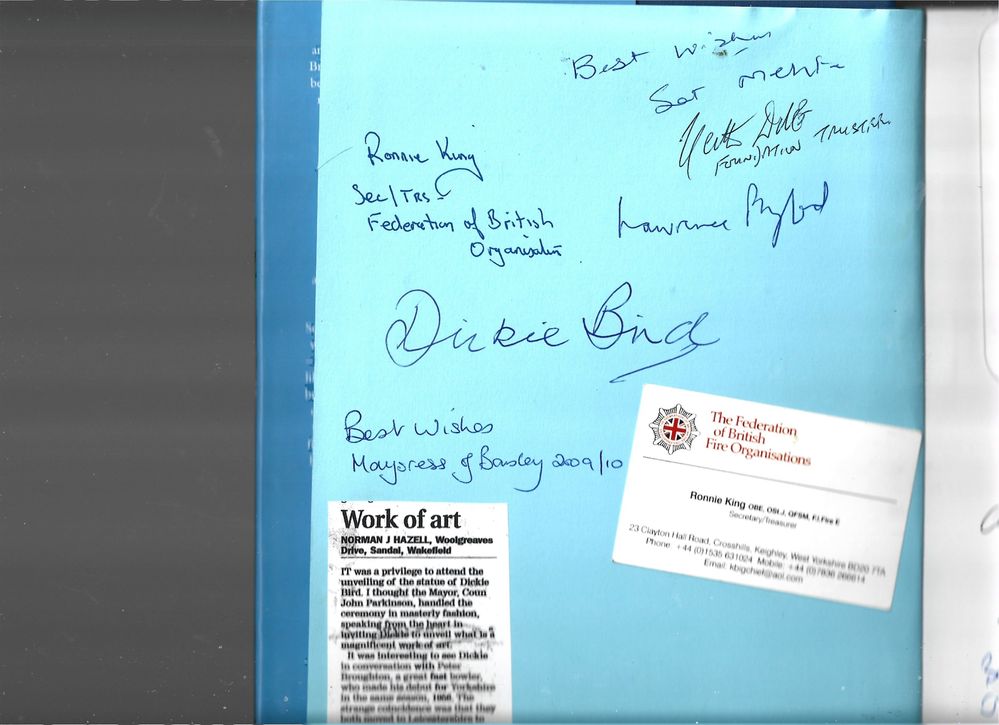 Best Wishes
Sat Mehta
Keith
FOUNDATION TRUSTEE
Ronnie King
Sec/Trs
Federation of British
Organisation
Lawrence
Dickie Bird
Best Wishes
Mayoress of Barnsley 2009/10
The Federation
of British
Fire Organisations
Ronnie King OBE, OStJ, QFSM, F.I.Fire E
Secretary/Treasurer
23 Clayton Hall Road, Crosshills, Keighley, West Yorkshire BD20 7TA
Phone: +44 (0)1535 631024 Mobile: +44 (0)7836 266614
Email: kbigchief@aol.com
Work of art
NORMAN J HAZELL, Woolgreaves
Drive, Sandal, Wakefield
IT was a privilege to attend the
unveiling of the statue of Dickie
Bird. I thought the Mayor, Coun
John Parkinson, handled the
ceremony in masterly fashion,
speaking from the heart in
inviting Dickie to unveil what is a
magnificent work of art.
It was interesting to see Dickie
in conversation with Peter
Broughton, a great fast bowler,
who made his debut for Yorkshire
in the same season, 1956. The
strange coincidence was that they
both moved to Leicestershire to